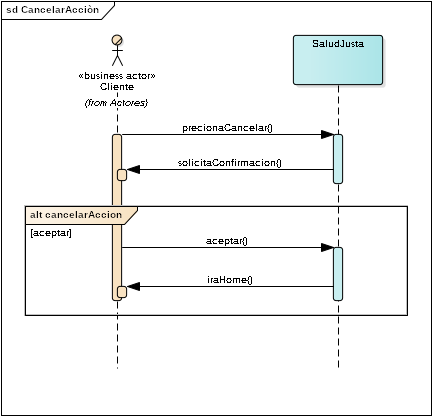 sd CancelarAcciòn
SaludJusta
«business actor»
Cliente
(from Actores)
precionaCancelar()
solicitaConfirmacion()
alt cancelarAccion
[aceptar]
aceptar()
iraHome()